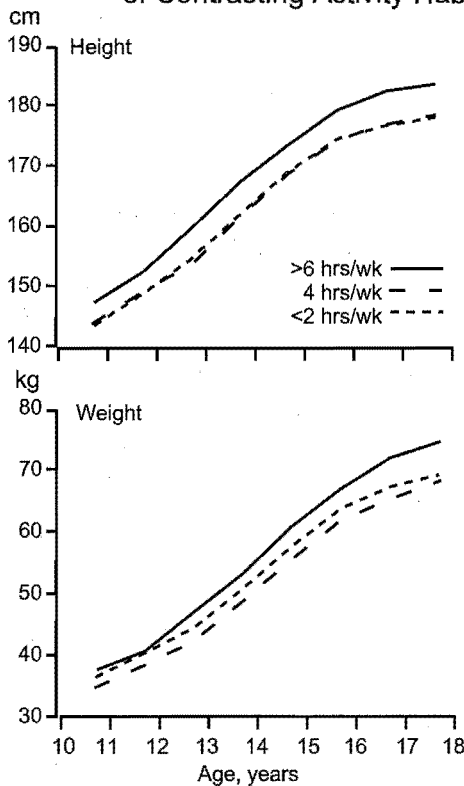 of Contrasting Activity
cm
190
Height
180
170
160
>6 hrs/wk
150
4 hrs/wk
<2 hrs/wk
140
kg
80
Weight
70
60
50
40
30
10 11 12 13 14 15 16 17 18
Age, years